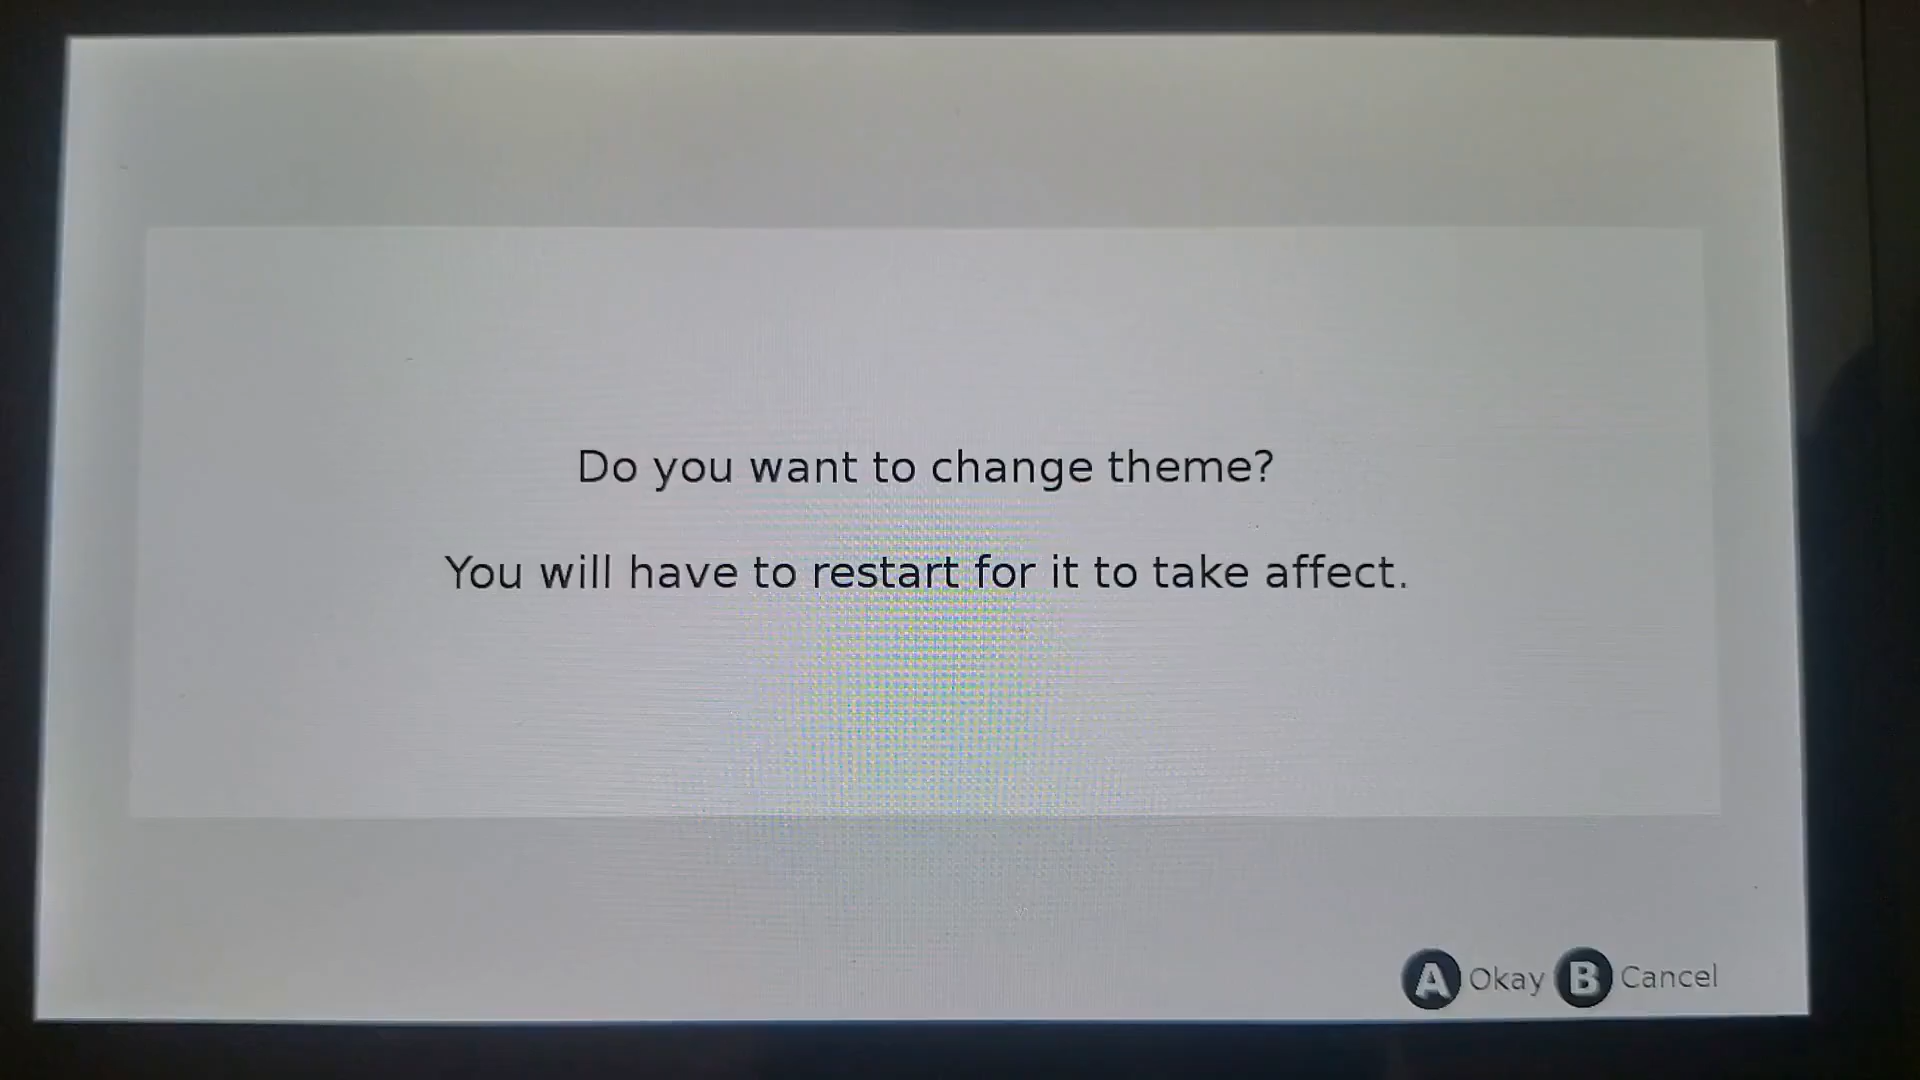 Do you want to change theme?
You will have to restart for it to take affect.
A Okay B Cancel